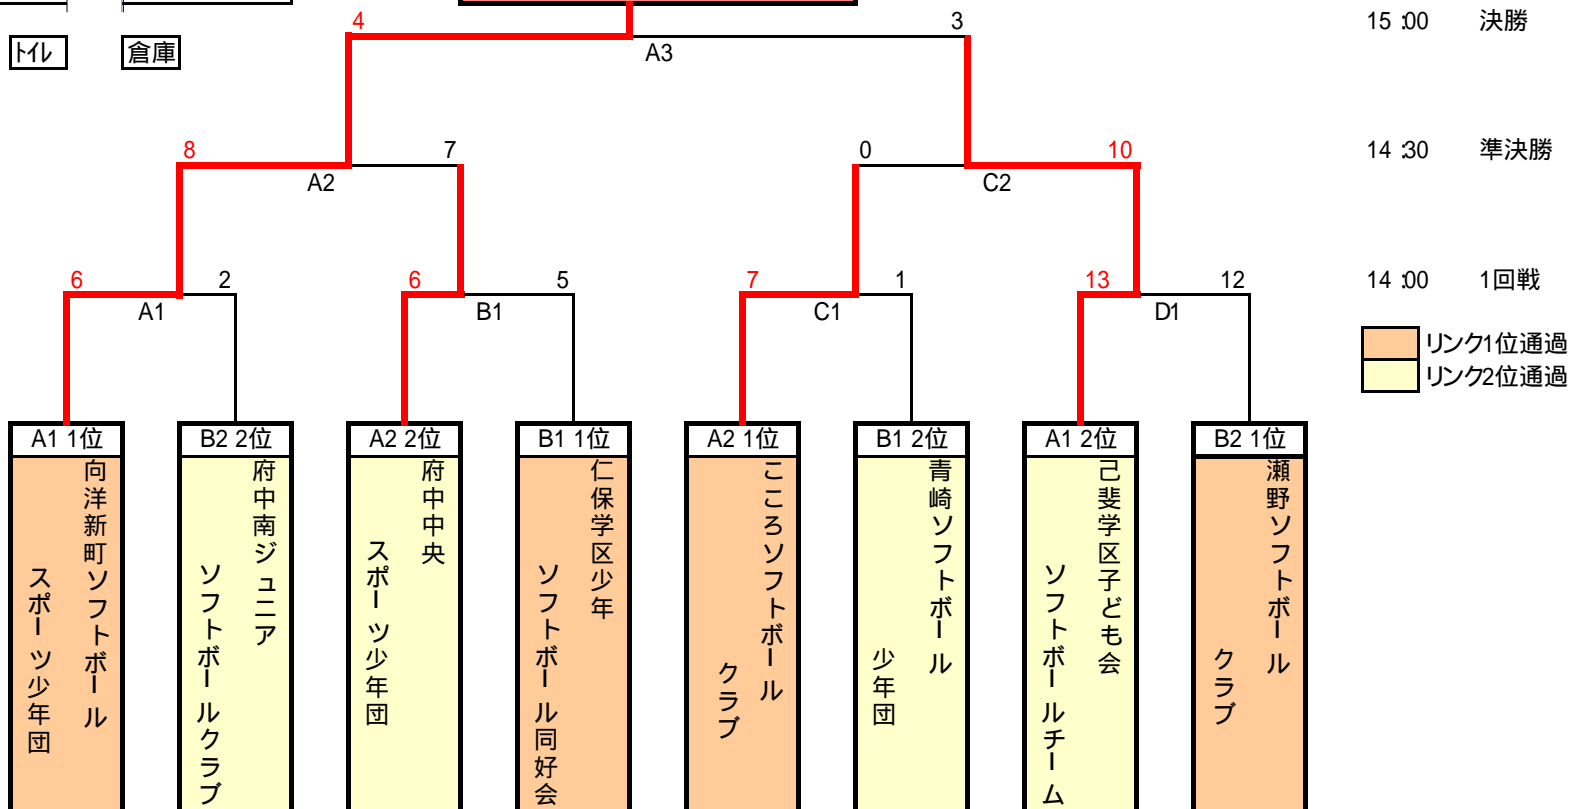 4
3
15:00 決勝
トイレ
倉庫
A3
8
7
0
10
14:30 準決勝
A2
C2
6
2
6
5
7
1
13
12
14:00 1回戦
A1
B1
C1
D1
リンク1位通過
リンク2位通過
A1 1位
B2 2位
A2 2位
B1 1位
A2 1位
B1 2位
A1 2位
B2 1位
向洋新町ソフトボール
スポーツ少年団
府中南ジュニア
ソフトボールクラブ
府中中央
スポーツ少年団
仁保学区少年
ソフトボール同好会
こころソフトボール
クラブ
青崎ソフトボール
少年団
己斐学区子ども会
ソフトボールチーム
瀬野ソフトボール
クラブ